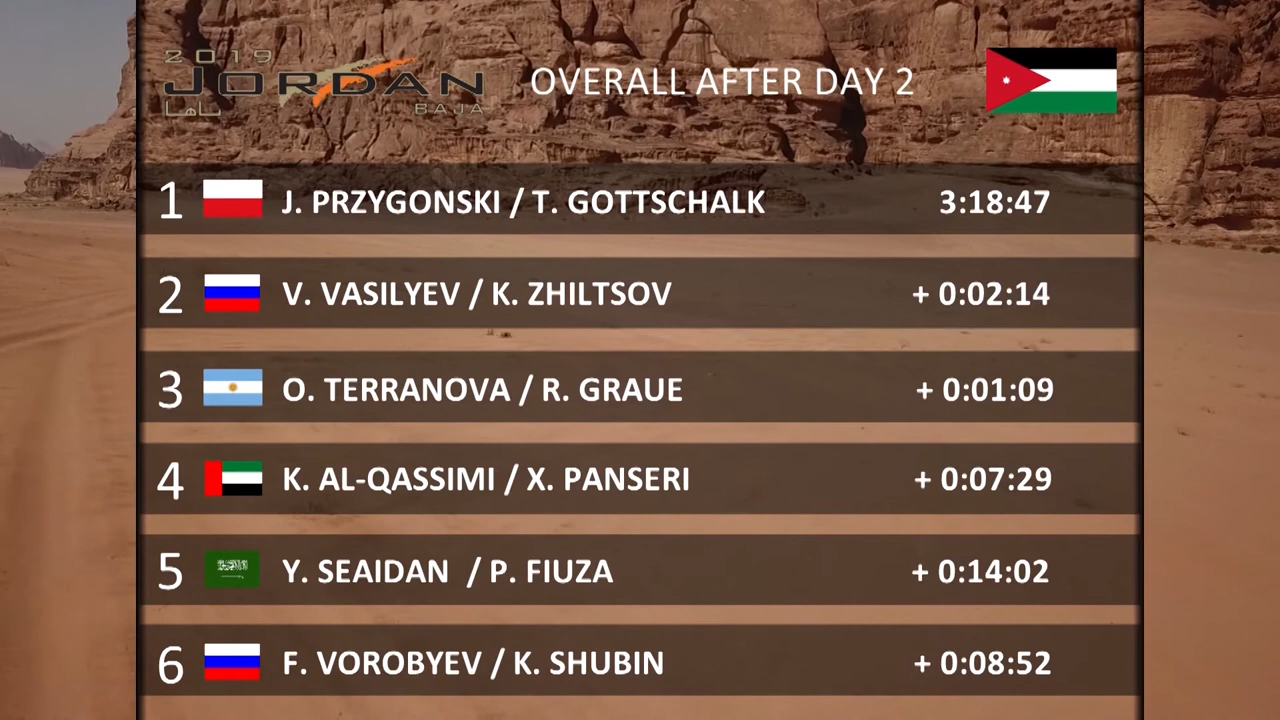 2019
JORDAN
باها BAJA
OVERALL AFTER DAY 2
1 J. PRZYGONSKI / T. GOTTSCHALK 3:18:47
2 V. VASILYEV / K. ZHILTSOV + 0:02:14
3 O. TERRANOVA / R. GRAUE + 0:01:09
4 K. AL-QASSIMI / X. PANSERI + 0:07:29
5 Y. SEAIDAN / P. FIUZA + 0:14:02
6 F. VOROBYEV / K. SHUBIN + 0:08:52